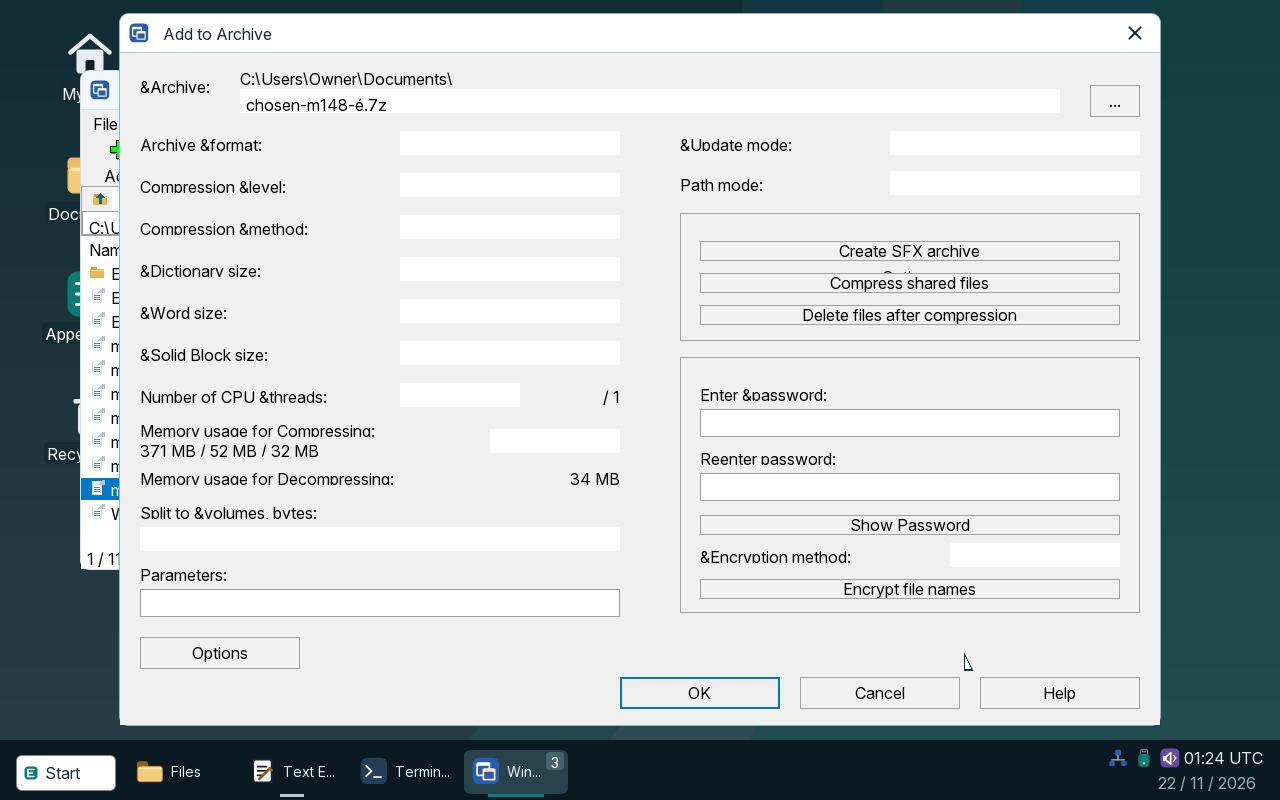 Add to Archive
&Archive:
C:\Users\Owner\Documents\
chosen-m148-é.7z
...
Archive &format:
&Update mode:
Compression &level:
Path mode:
Compression &method:
&Dictionary size:
Create SFX archive
Compress shared files
&Word size:
Delete files after compression
&Solid Block size:
Number of CPU &threads:
/ 1
Enter &password:
Memory usage for Compressing:
371 MB / 52 MB / 32 MB
Reenter password:
Memory usage for Decompressing:
34 MB
Split to &volumes, bytes:
Show Password
&Encryption method:
Parameters:
Encrypt file names
Options
OK
Cancel
Help
File
C:\U
1 / 11
Start
Files
Text E...
Termin...
Win...
3
01:24 UTC
22 / 11 / 2026